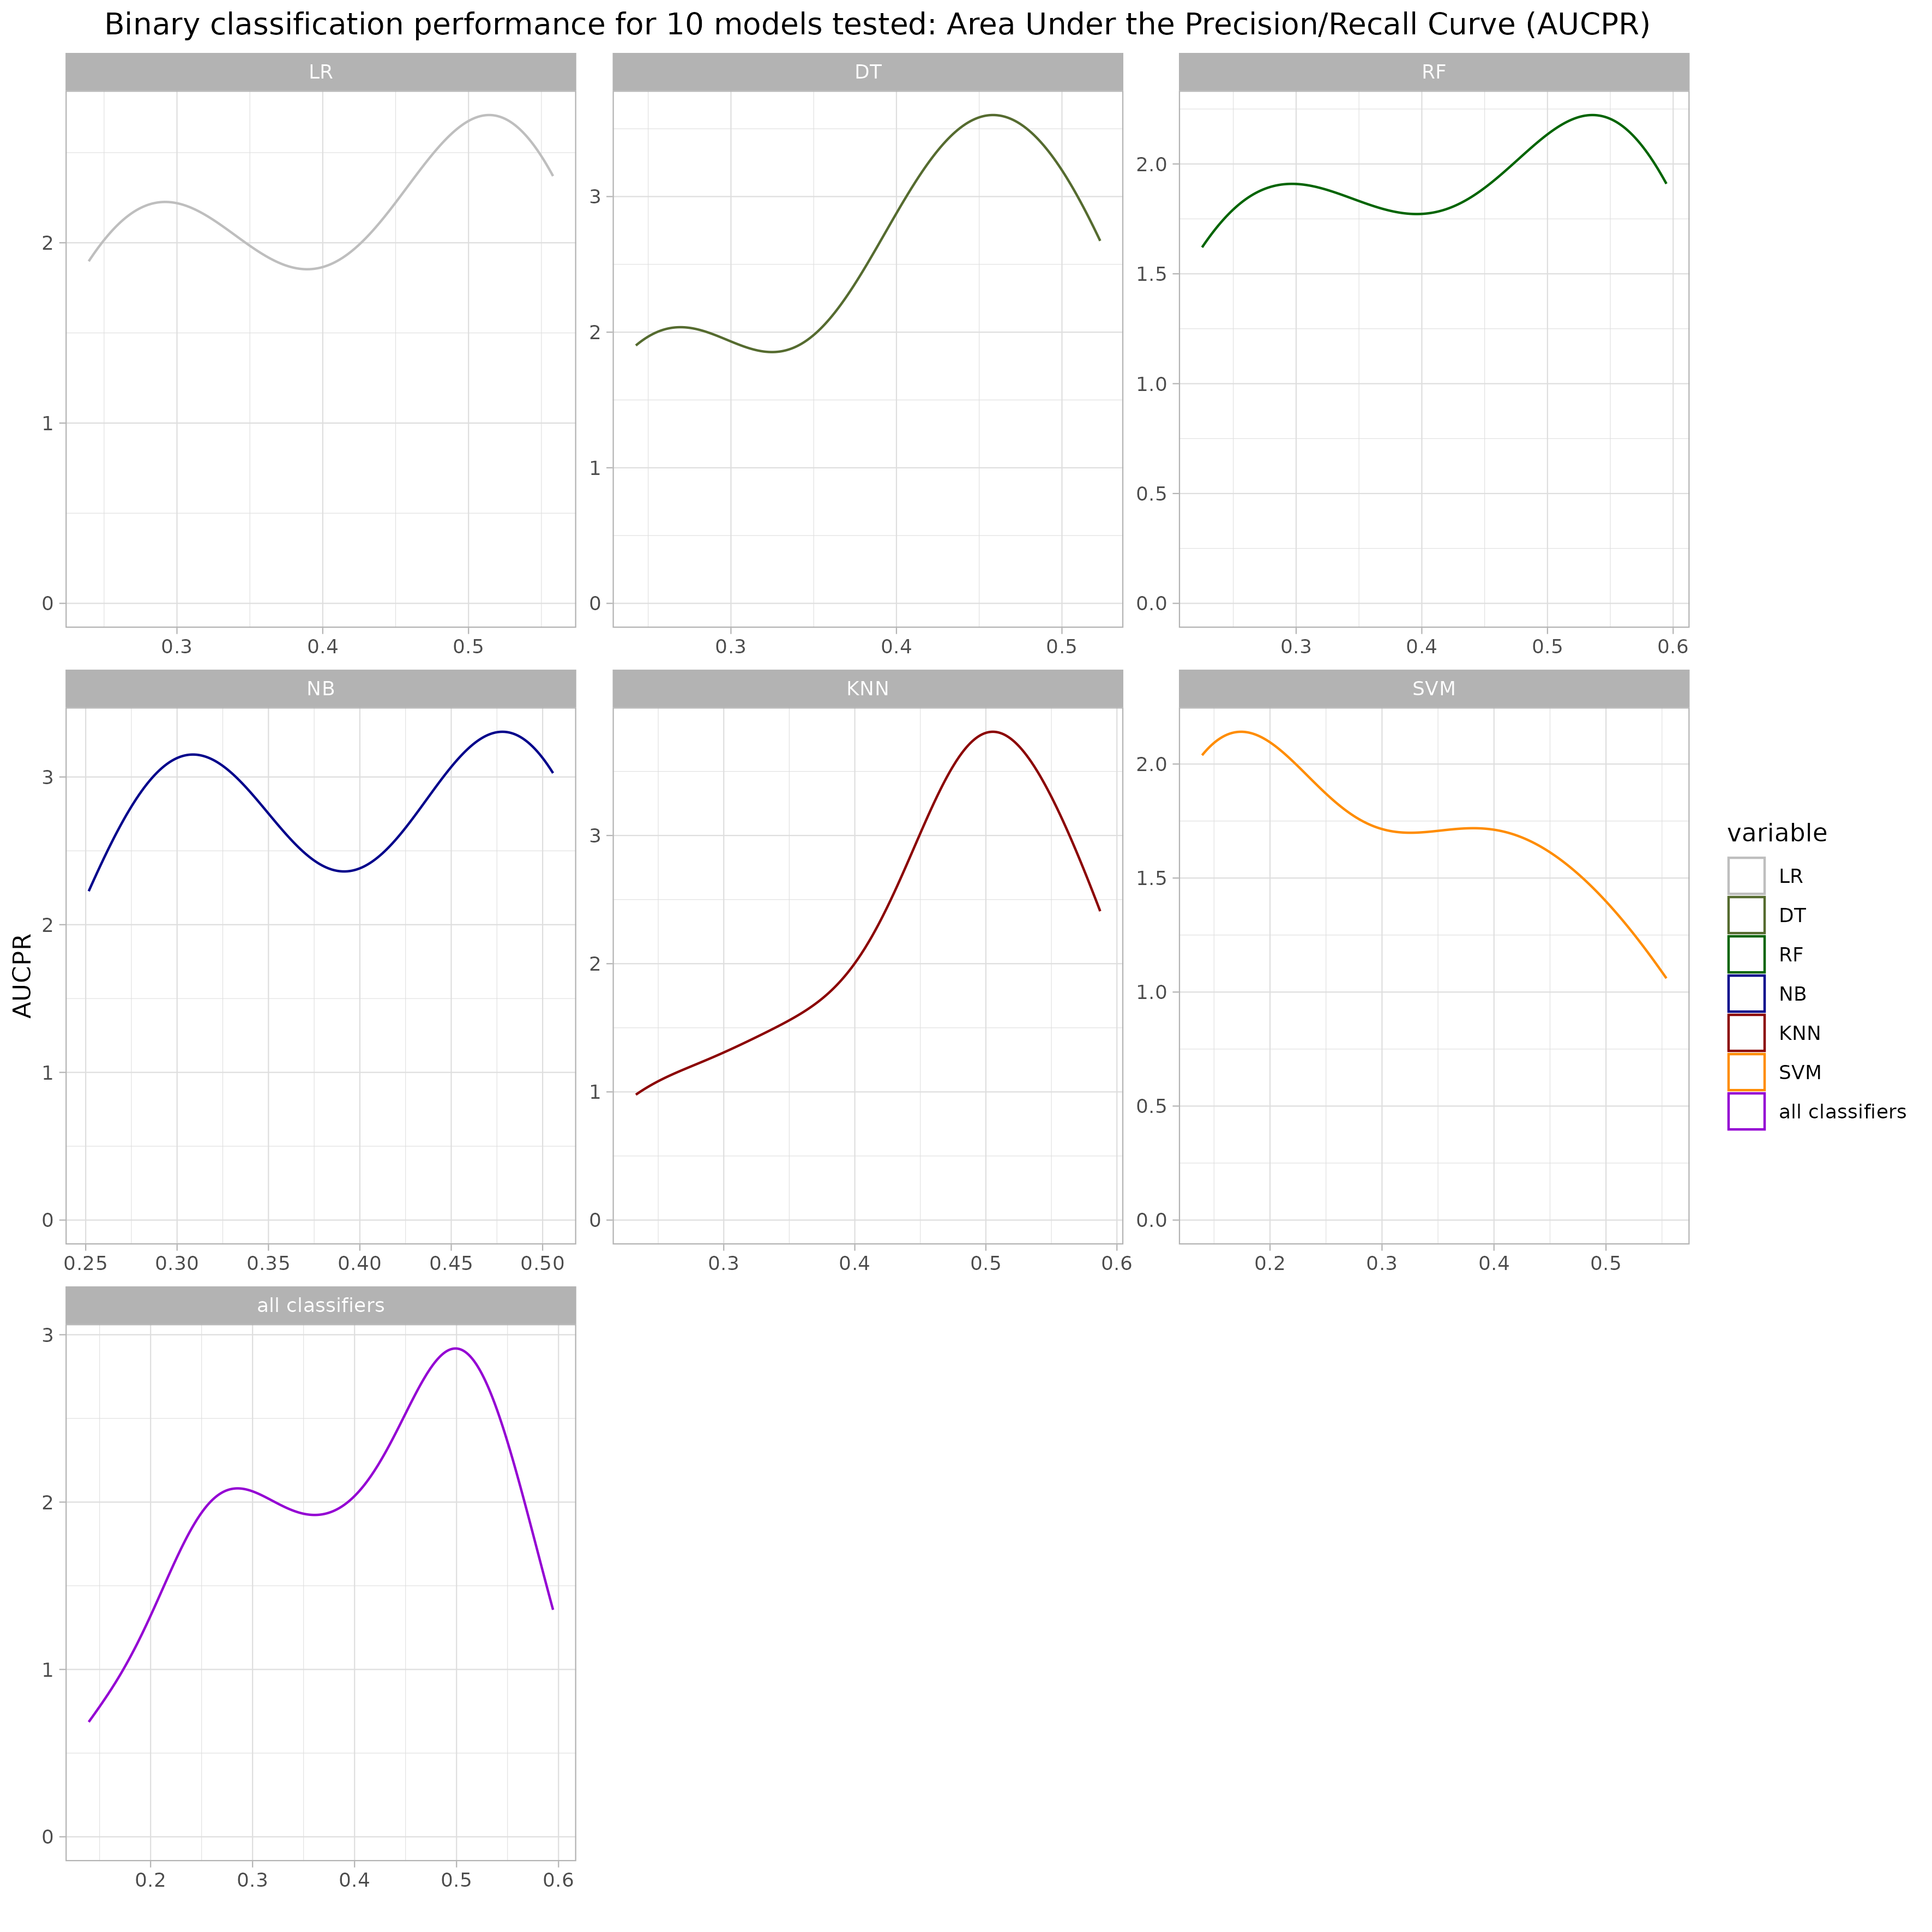 Binary classification performance for 10 models tested: Area Under the Precision/Recall Curve (AUCPR)
LR
DT
RF
2
1
0
0.3 0.4 0.5
3
2
1
0
0.3 0.4 0.5
2.0
1.5
1.0
0.5
0.0
0.3 0.4 0.5 0.6
NB
KNN
SVM
AUCPR
3
2
1
0
0.25 0.30 0.35 0.40 0.45 0.50
3
2
1
0
0.3 0.4 0.5 0.6
2.0
1.5
1.0
0.5
0.0
0.2 0.3 0.4 0.5
all classifiers
3
2
1
0
0.2 0.3 0.4 0.5 0.6
variable
LR
DT
RF
NB
KNN
SVM
all classifiers